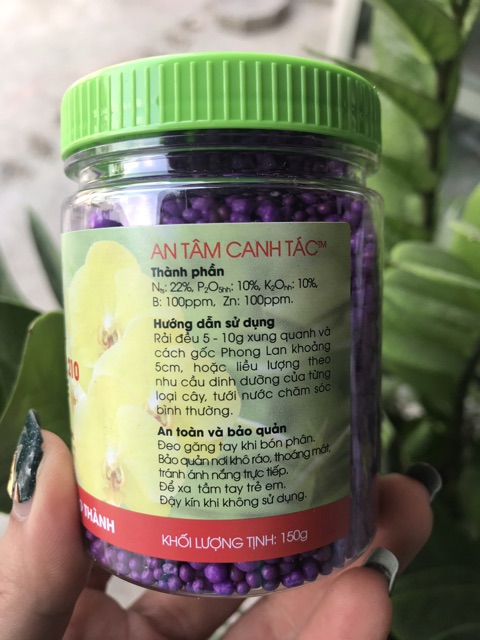 AN TÂM CANH TÁC™
Thành phần
Nts: 22%, P2O5hh: 10%, K2Ohh: 10%,
B: 100ppm, Zn: 100ppm.
Hướng dẫn sử dụng
Rải đều 5 - 10g xung quanh và
cách gốc Phong Lan khoảng
5cm, hoặc liều lượng theo
nhu cầu dinh dưỡng của từng
loại cây, tưới nước chăm sóc
bình thường.
An toàn và bảo quản
Đeo găng tay khi bón phân.
Bảo quản nơi khô ráo, thoáng mát,
tránh ánh nắng trực tiếp.
Để xa tầm tay trẻ em.
Đậy kín khi không sử dụng.
THÀNH
KHỐI LƯỢNG TỊNH: 150g